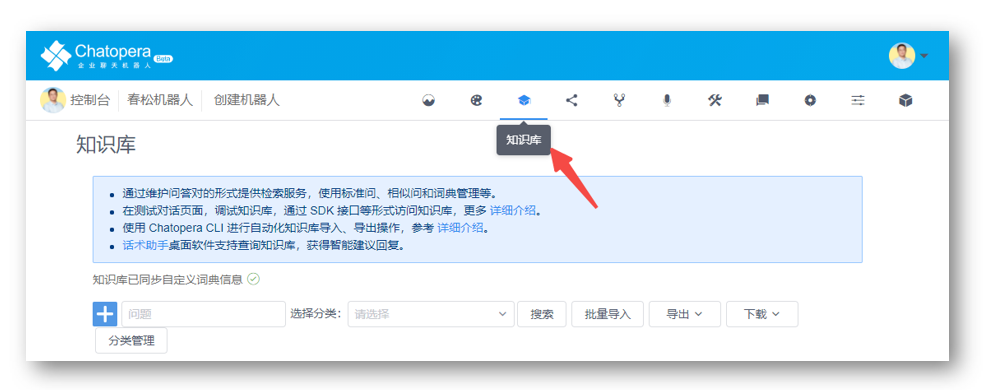 Chatopera Beta
企业聊天机器人
控制台 春松机器人 创建机器人
知识库
知识库
通过维护问答对的形式提供检索服务，使用标准问、相似问和词典管理等。
在测试对话页面，调试知识库，通过 SDK 接口等形式访问知识库，更多 详细介绍。
使用 Chatopera CLI 进行自动化知识库导入、导出操作，参考 详细介绍。
话术助手桌面软件支持查询知识库，获得智能建议回复。
知识库已同步自定义词典信息
问题 选择分类： 请选择 搜索 批量导入 导出 下载
分类管理